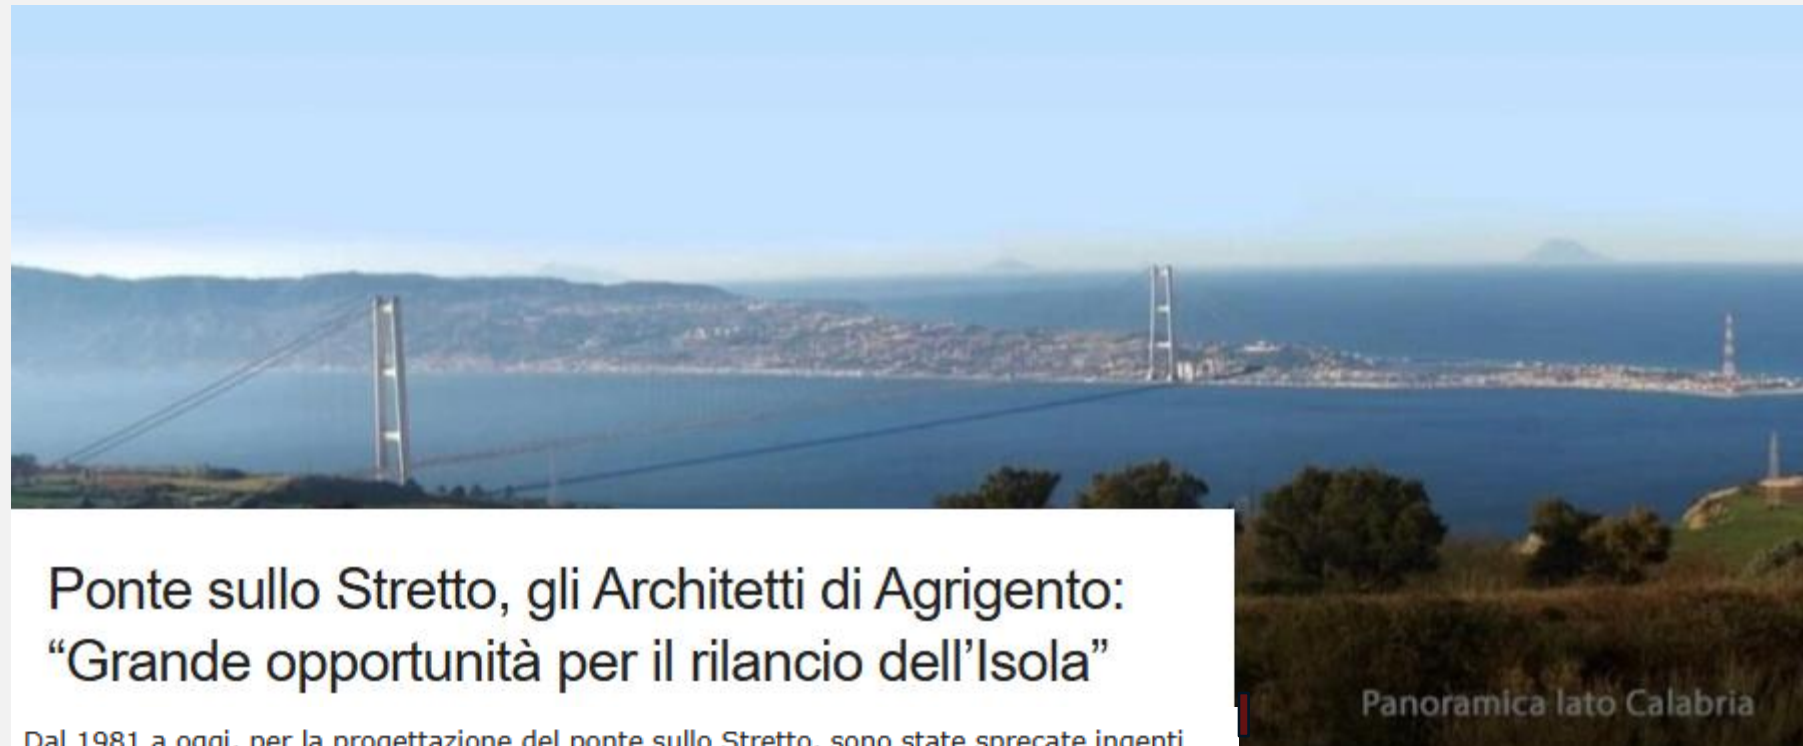 Ponte sullo Stretto, gli Architetti di Agrigento:
“Grande opportunità per il rilancio dell’Isola”
Panoramica lato Calabria
Dal 1981 a oggi, per la progettazione del ponte sullo Stretto, sono state sprecate ingenti